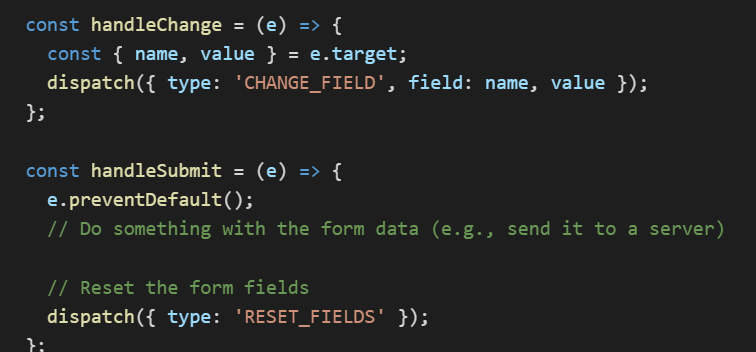 const handleChange = (e) => {
  const { name, value } = e.target;
  dispatch({ type: 'CHANGE_FIELD', field: name, value });
};

const handleSubmit = (e) => {
  e.preventDefault();
  // Do something with the form data (e.g., send it to a server)

  // Reset the form fields
  dispatch({ type: 'RESET_FIELDS' });
};